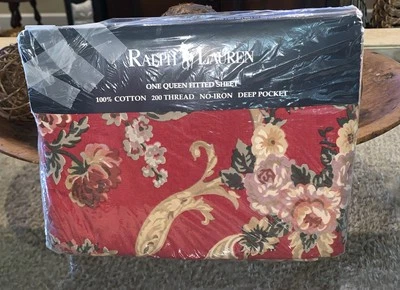 RALPH LAUREN
ONE QUEEN FITTED SHEET
100% COTTON 200 THREAD NO-IRON DEEP POCKET